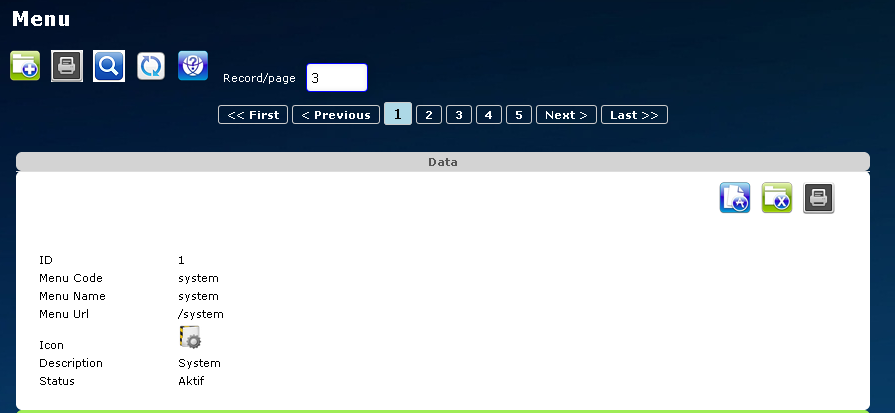 Menu
Record/page 3
<< First < Previous 1 2 3 4 5 Next > Last >>
Data
ID 1
Menu Code system
Menu Name system
Menu Url /system
Icon
Description System
Status Aktif